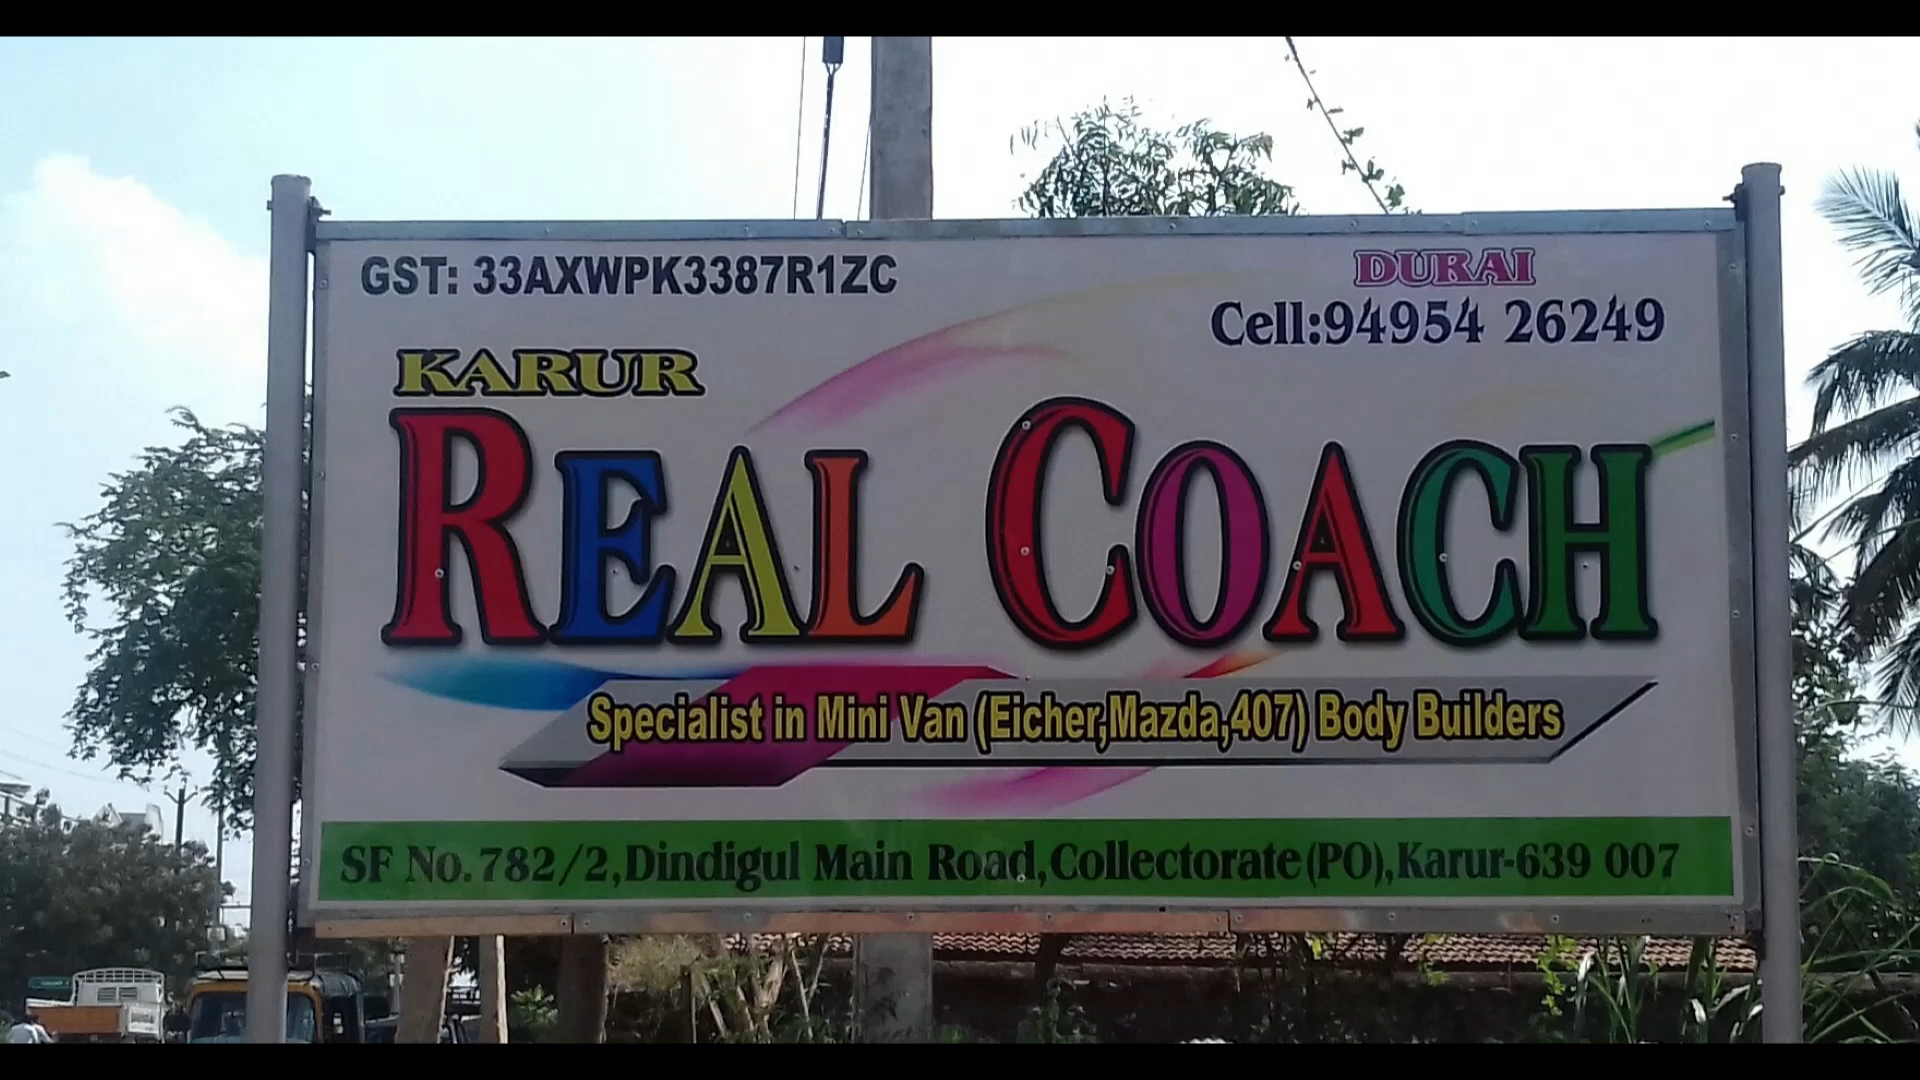 GST: 33AXWPK3387R1ZC
DURAI
Cell:94954 26249
KARUR
REAL COACH
Specialist in Mini Van (Eicher,Mazda,407) Body Builders
SF No.782/2,Dindigul Main Road,Collectorate(PO),Karur-639 007